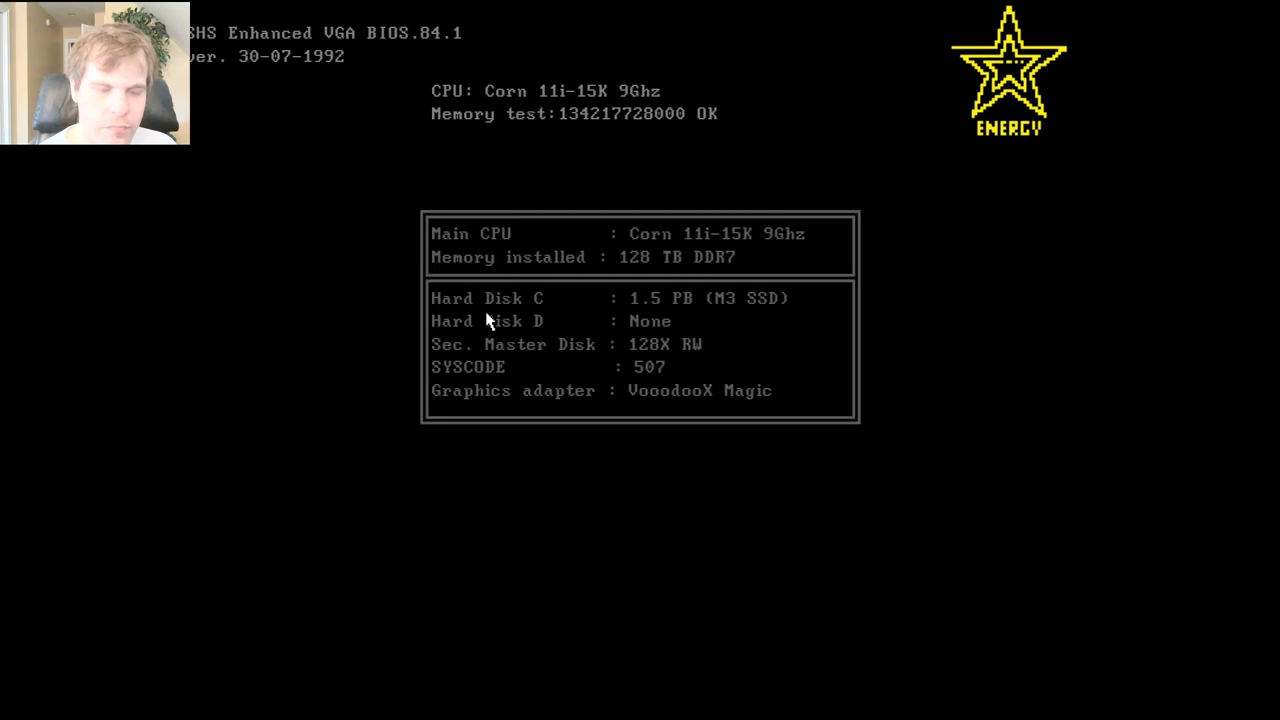 SHS Enhanced VGA BIOS.84.1
ver. 30-07-1992
ENERGY
CPU: Corn 11i-15K 9Ghz
Memory test:134217728000 OK
Main CPU : Corn 11i-15K 9Ghz
Memory installed : 128 TB DDR7
Hard Disk C : 1.5 PB (M3 SSD)
Hard Disk D : None
Sec. Master Disk : 128X RW
SYSCODE : 507
Graphics adapter : VooodooX Magic